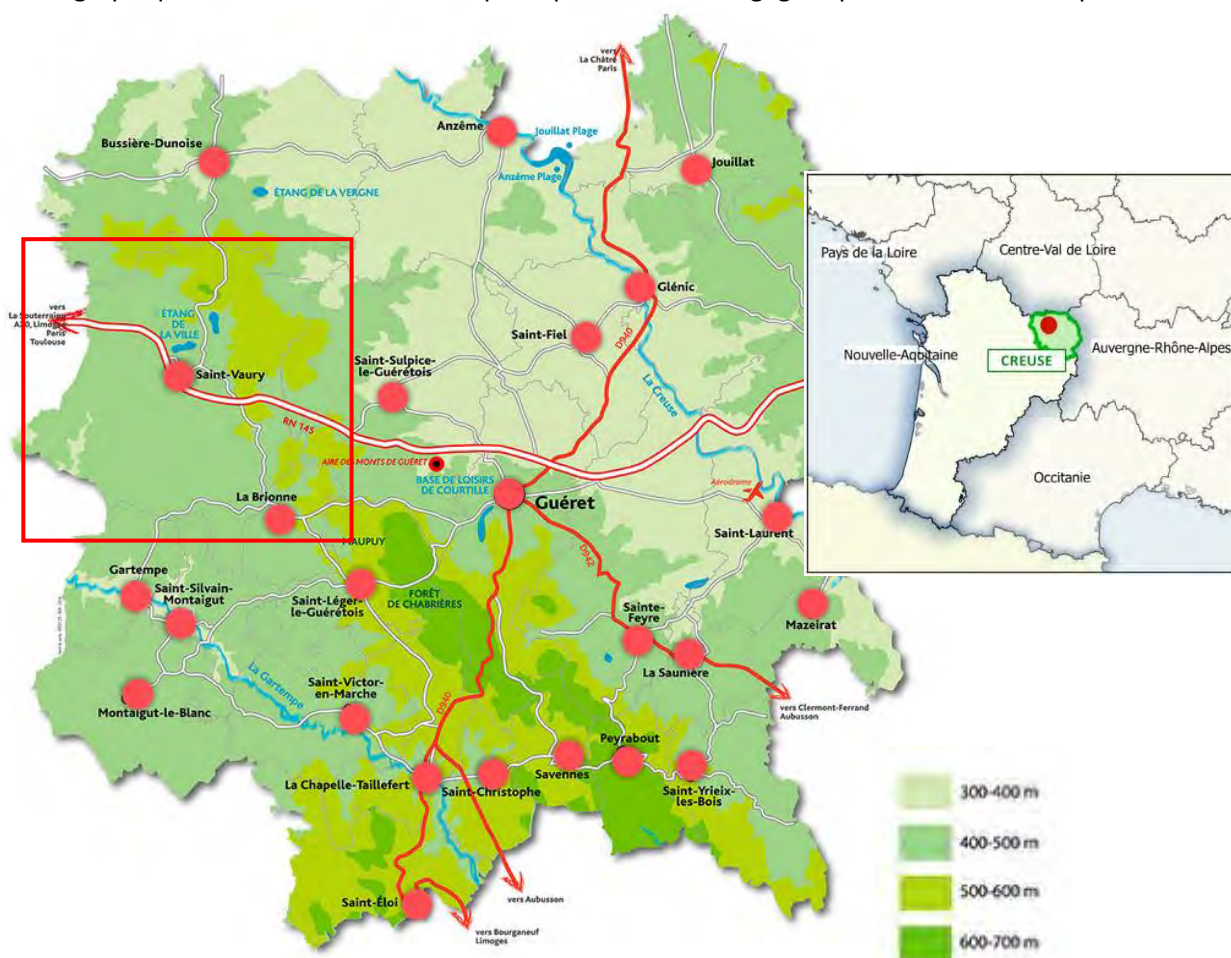 vers
La Châtre
Paris
Anzême
Jouillat Plage
Bussière-Dunoise
Anzême Plage
Jouillat
ÉTANG DE LA VERGNE
Pays de la Loire
Centre-Val de Loire
Glénic
vers
La Souterraine
A20, Limoges
Paris
Toulouse
ÉTANG
DE
LA VILLE
Saint-Fiel
D940
Nouvelle-Aquitaine
Auvergne-Rhône-Alpes
CREUSE
Saint-Vaury
Saint-Sulpice-
le-Guérétois
La Creuse
RN 145
AIRE DES MONTS DE GUÉRET
BASE DE LOISIRS
DE COURTILLE
Occitanie
Aérodrome
La Brionne
Guéret
Saint-Laurent
MAUPUY
D942
Gartempe
Saint-Silvain-
Montaigut
Saint-Léger-
le-Guérétois
FORÊT
DE CHABRIÈRES
Sainte-
Feyre
Mazeirat
La Saunière
La Gartempe
Saint-Victor-
en-Marche
Montaigut-le-Blanc
D940
vers Clermont-Ferrand
Aubusson
Peyrabout
Savennes
La Chapelle-Taillefert
Saint-Christophe
Saint-Yrieix-
les-Bois
300-400 m
400-500 m
500-600 m
600-700 m
Saint-Éloi
vers Aubusson
vers Bourganeuf
Limoges